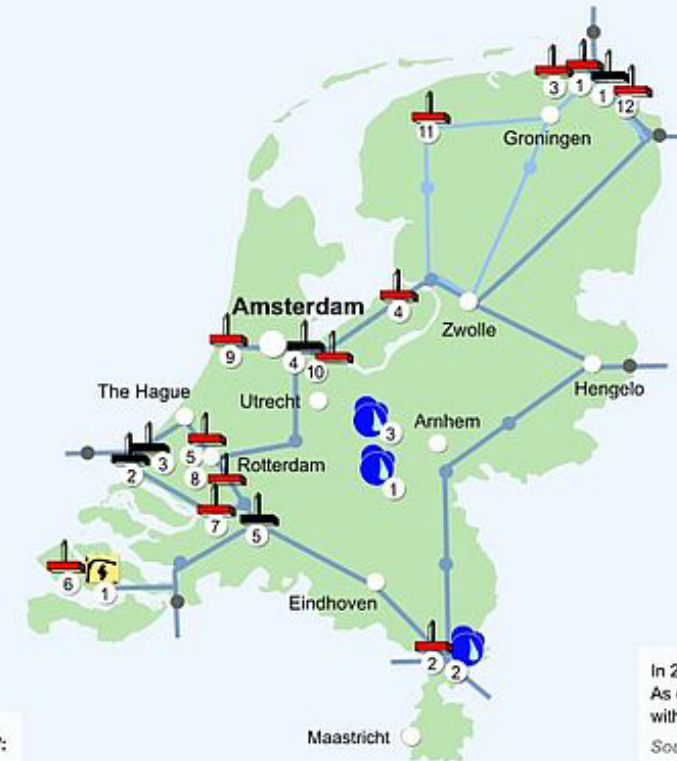 3
1
1
12
11
Groningen
4
Amsterdam
Zwolle
9
4
10
Hengelo
The Hague
Utrecht
3
Arnhem
5
3
Rotterdam
2
8
1
7
5
6
1
Eindhoven
2
2
In 2
As
with
Maastricht
Sou